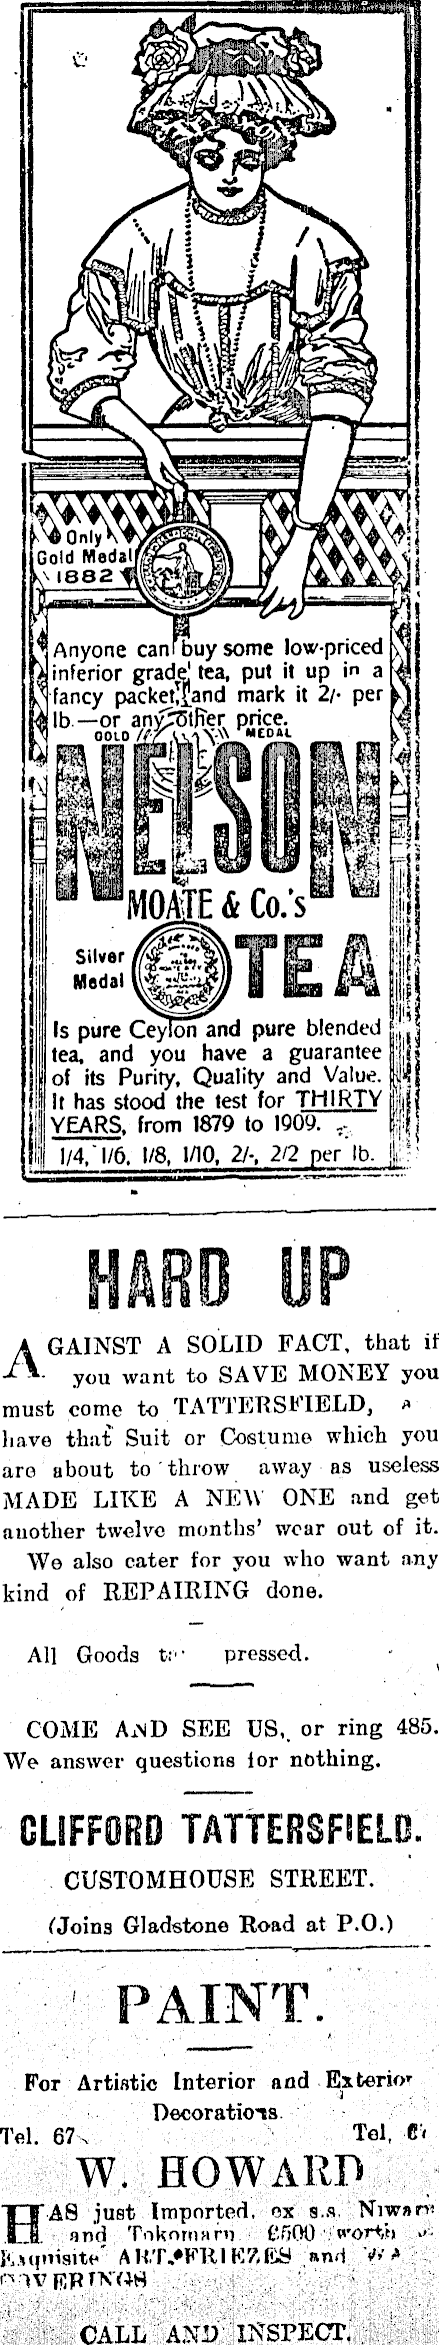 Only
Gold Medal
1882
Anyone can buy some low-priced
inferior grade tea, put it up in a
fancy packet, and mark it 2/- per
lb.—or any other price.
GOLD MEDAL
NELSON
MOATE & Co.'s
Silver
Medal
TEA
Is pure Ceylon and pure blended
tea, and you have a guarantee
of its Purity, Quality and Value.
It has stood the test for THIRTY
YEARS, from 1879 to 1909.
1/4, 1/6, 1/8, 1/10, 2/-, 2/2 per lb.
HARD UP
AGAINST A SOLID FACT, that if
you want to SAVE MONEY you
must come to TATTERSFIELD,
have that Suit or Costume which you
are about to throw away as useless
MADE LIKE A NEW ONE and get
another twelve months' wear out of it.
We also cater for you who want any
kind of REPAIRING done.
All Goods pressed.
COME AND SEE US, or ring 485.
We answer questions for nothing.
CLIFFORD TATTERSFIELD.
CUSTOMHOUSE STREET.
(Joins Gladstone Road at P.O.)
PAINT.
For Artistic Interior and Exterior
Decorations.
Tel. 67 Tel. 67
W. HOWARD
HAS just Imported, ex s.s.
and £500 worth
Exquisite ART FRIEZES and
CALL AND INSPECT.